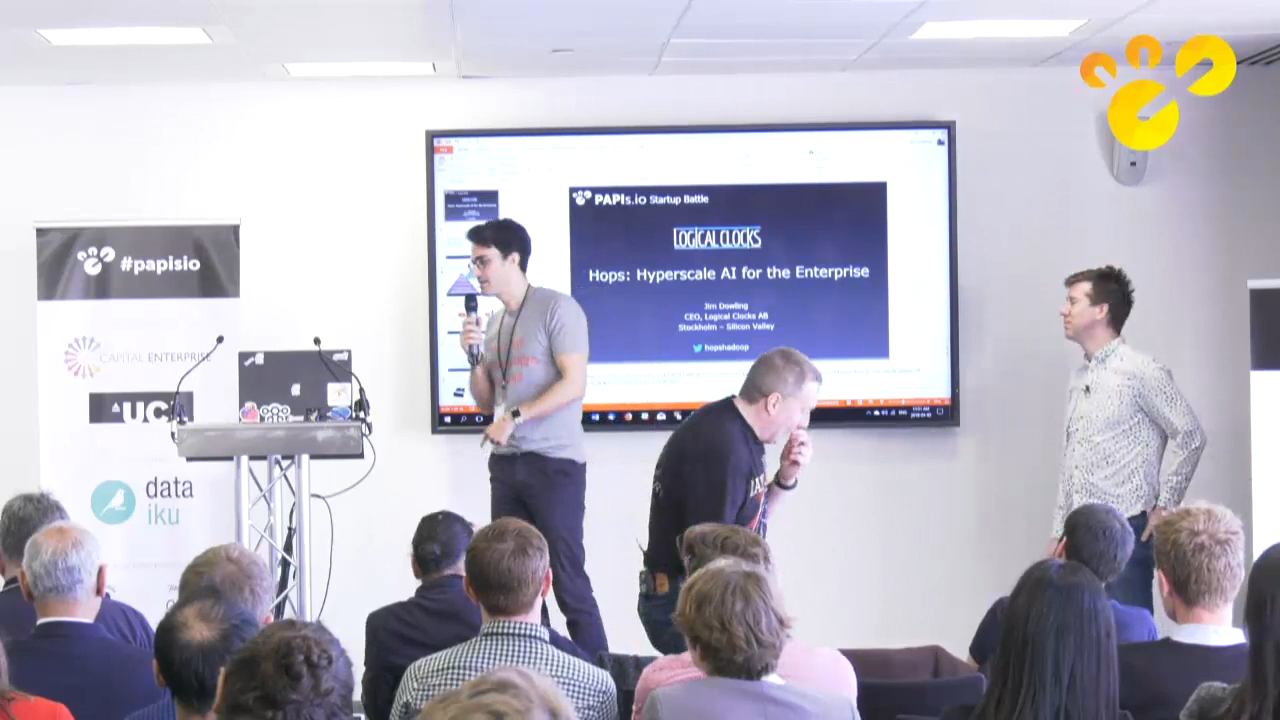 #papisio
CAPITAL ENTERPRISE
UCL
data
iku
PAPIs.io Startup Battle
LOGICAL CLOCKS
Hops: Hyperscale AI for the Enterprise
Jim Dowling
CEO, Logical Clocks AB
Stockholm – Silicon Valley
hopshadoop